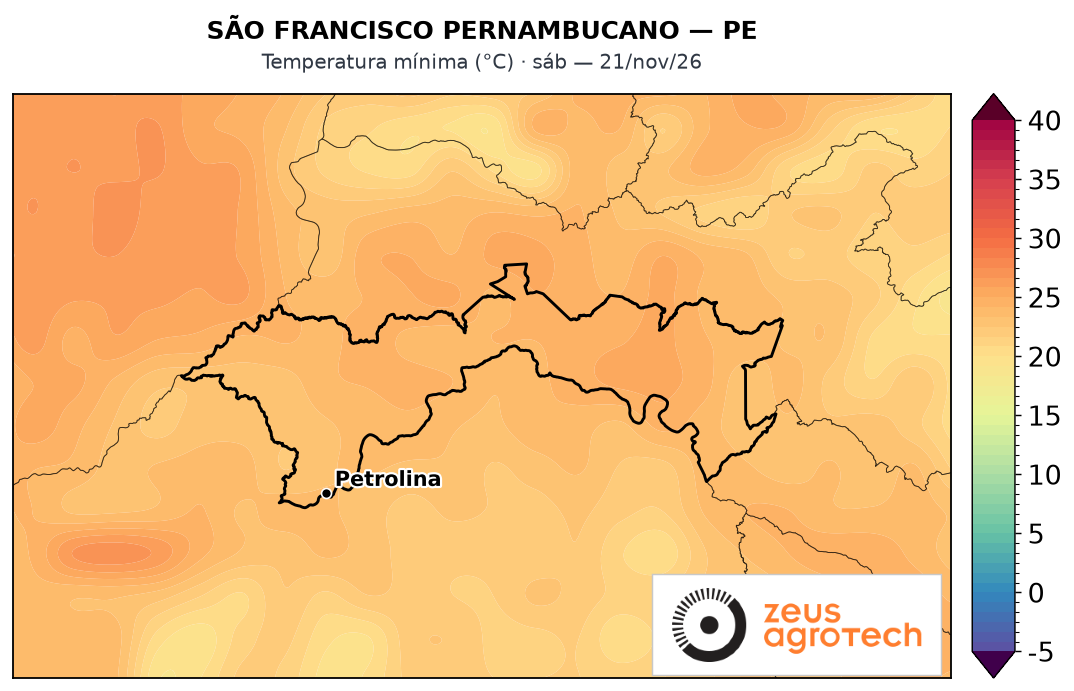 SÃO FRANCISCO PERNAMBUCANO — PE
Temperatura mínima (°C) · sáb — 21/nov/26
40
35
30
25
20
15
10
5
0
-5
Petrolina
zeus
agrotech